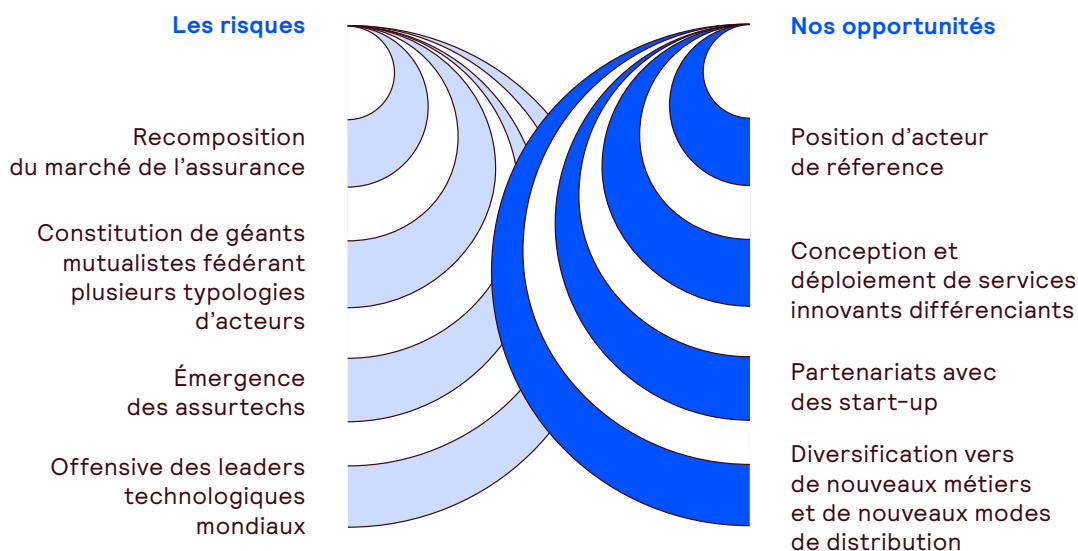 Les risques
Recomposition
du marché de l'assurance
Constitution de géants
mutualistes fédérant
plusieurs typologies
d'acteurs
Émergence
des assurtechs
Offensive des leaders
technologiques
mondiaux
Nos opportunités
Position d'acteur
de réference
Conception et
déploiement de services
innovants différenciants
Partenariats avec
des start-up
Diversification vers
de nouveaux métiers
et de nouveaux modes
de distribution